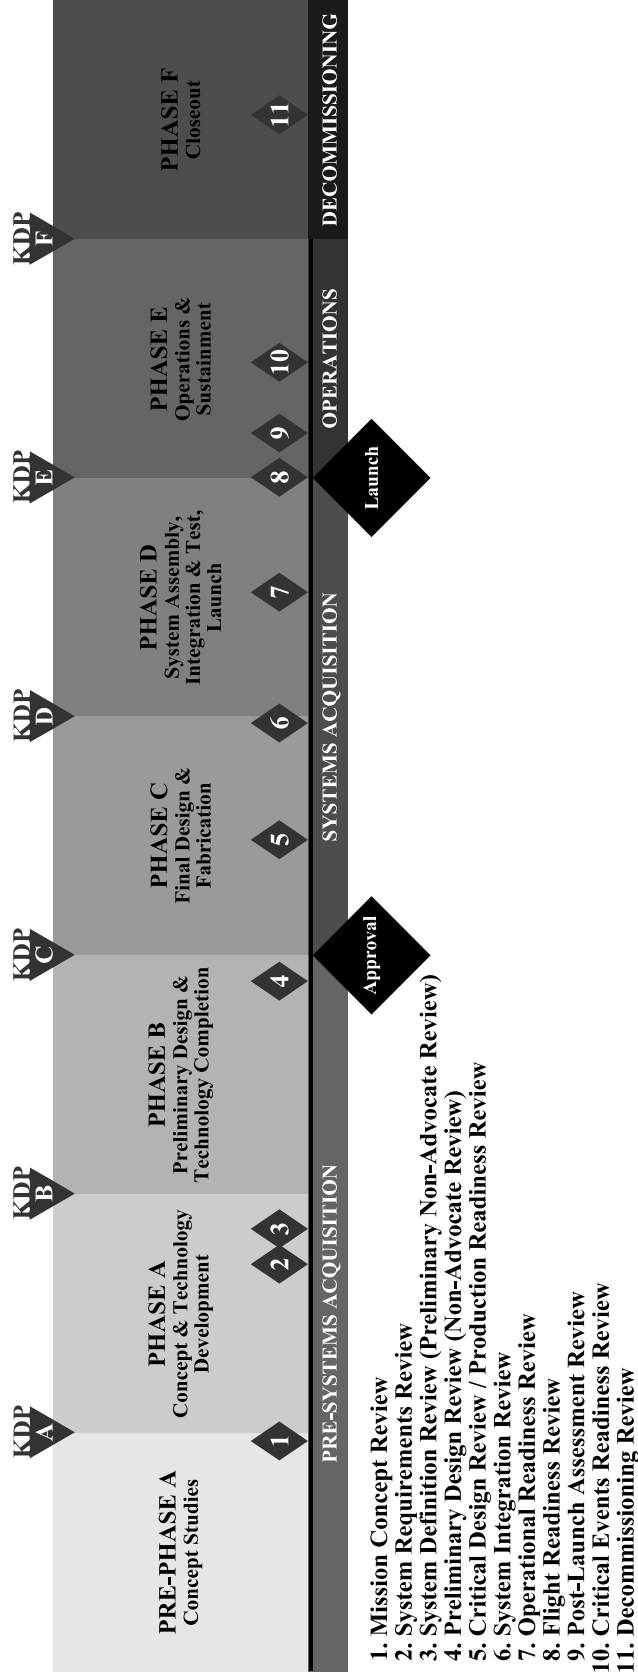 KDP
A
KDP
B
KDP
C
KDP
D
KDP
E
KDP
F
PRE-PHASE A
Concept Studies
PHASE A
Concept & Technology
Development
PHASE B
Preliminary Design &
Technology Completion
PHASE C
Final Design &
Fabrication
PHASE D
System Assembly,
Integration & Test,
Launch
PHASE E
Operations &
Sustainment
PHASE F
Closeout
1
2
3
4
5
6
7
8
9
10
11
PRE-SYSTEMS ACQUISITION
SYSTEMS ACQUISITION
OPERATIONS
DECOMMISSIONING
Approval
Launch
1. Mission Concept Review
2. System Requirements Review
3. System Definition Review (Preliminary Non-Advocate Review)
4. Preliminary Design Review (Non-Advocate Review)
5. Critical Design Review / Production Readiness Review
6. System Integration Review
7. Operational Readiness Review
8. Flight Readiness Review
9. Post-Launch Assessment Review
10. Critical Events Readiness Review
11. Decommissioning Review